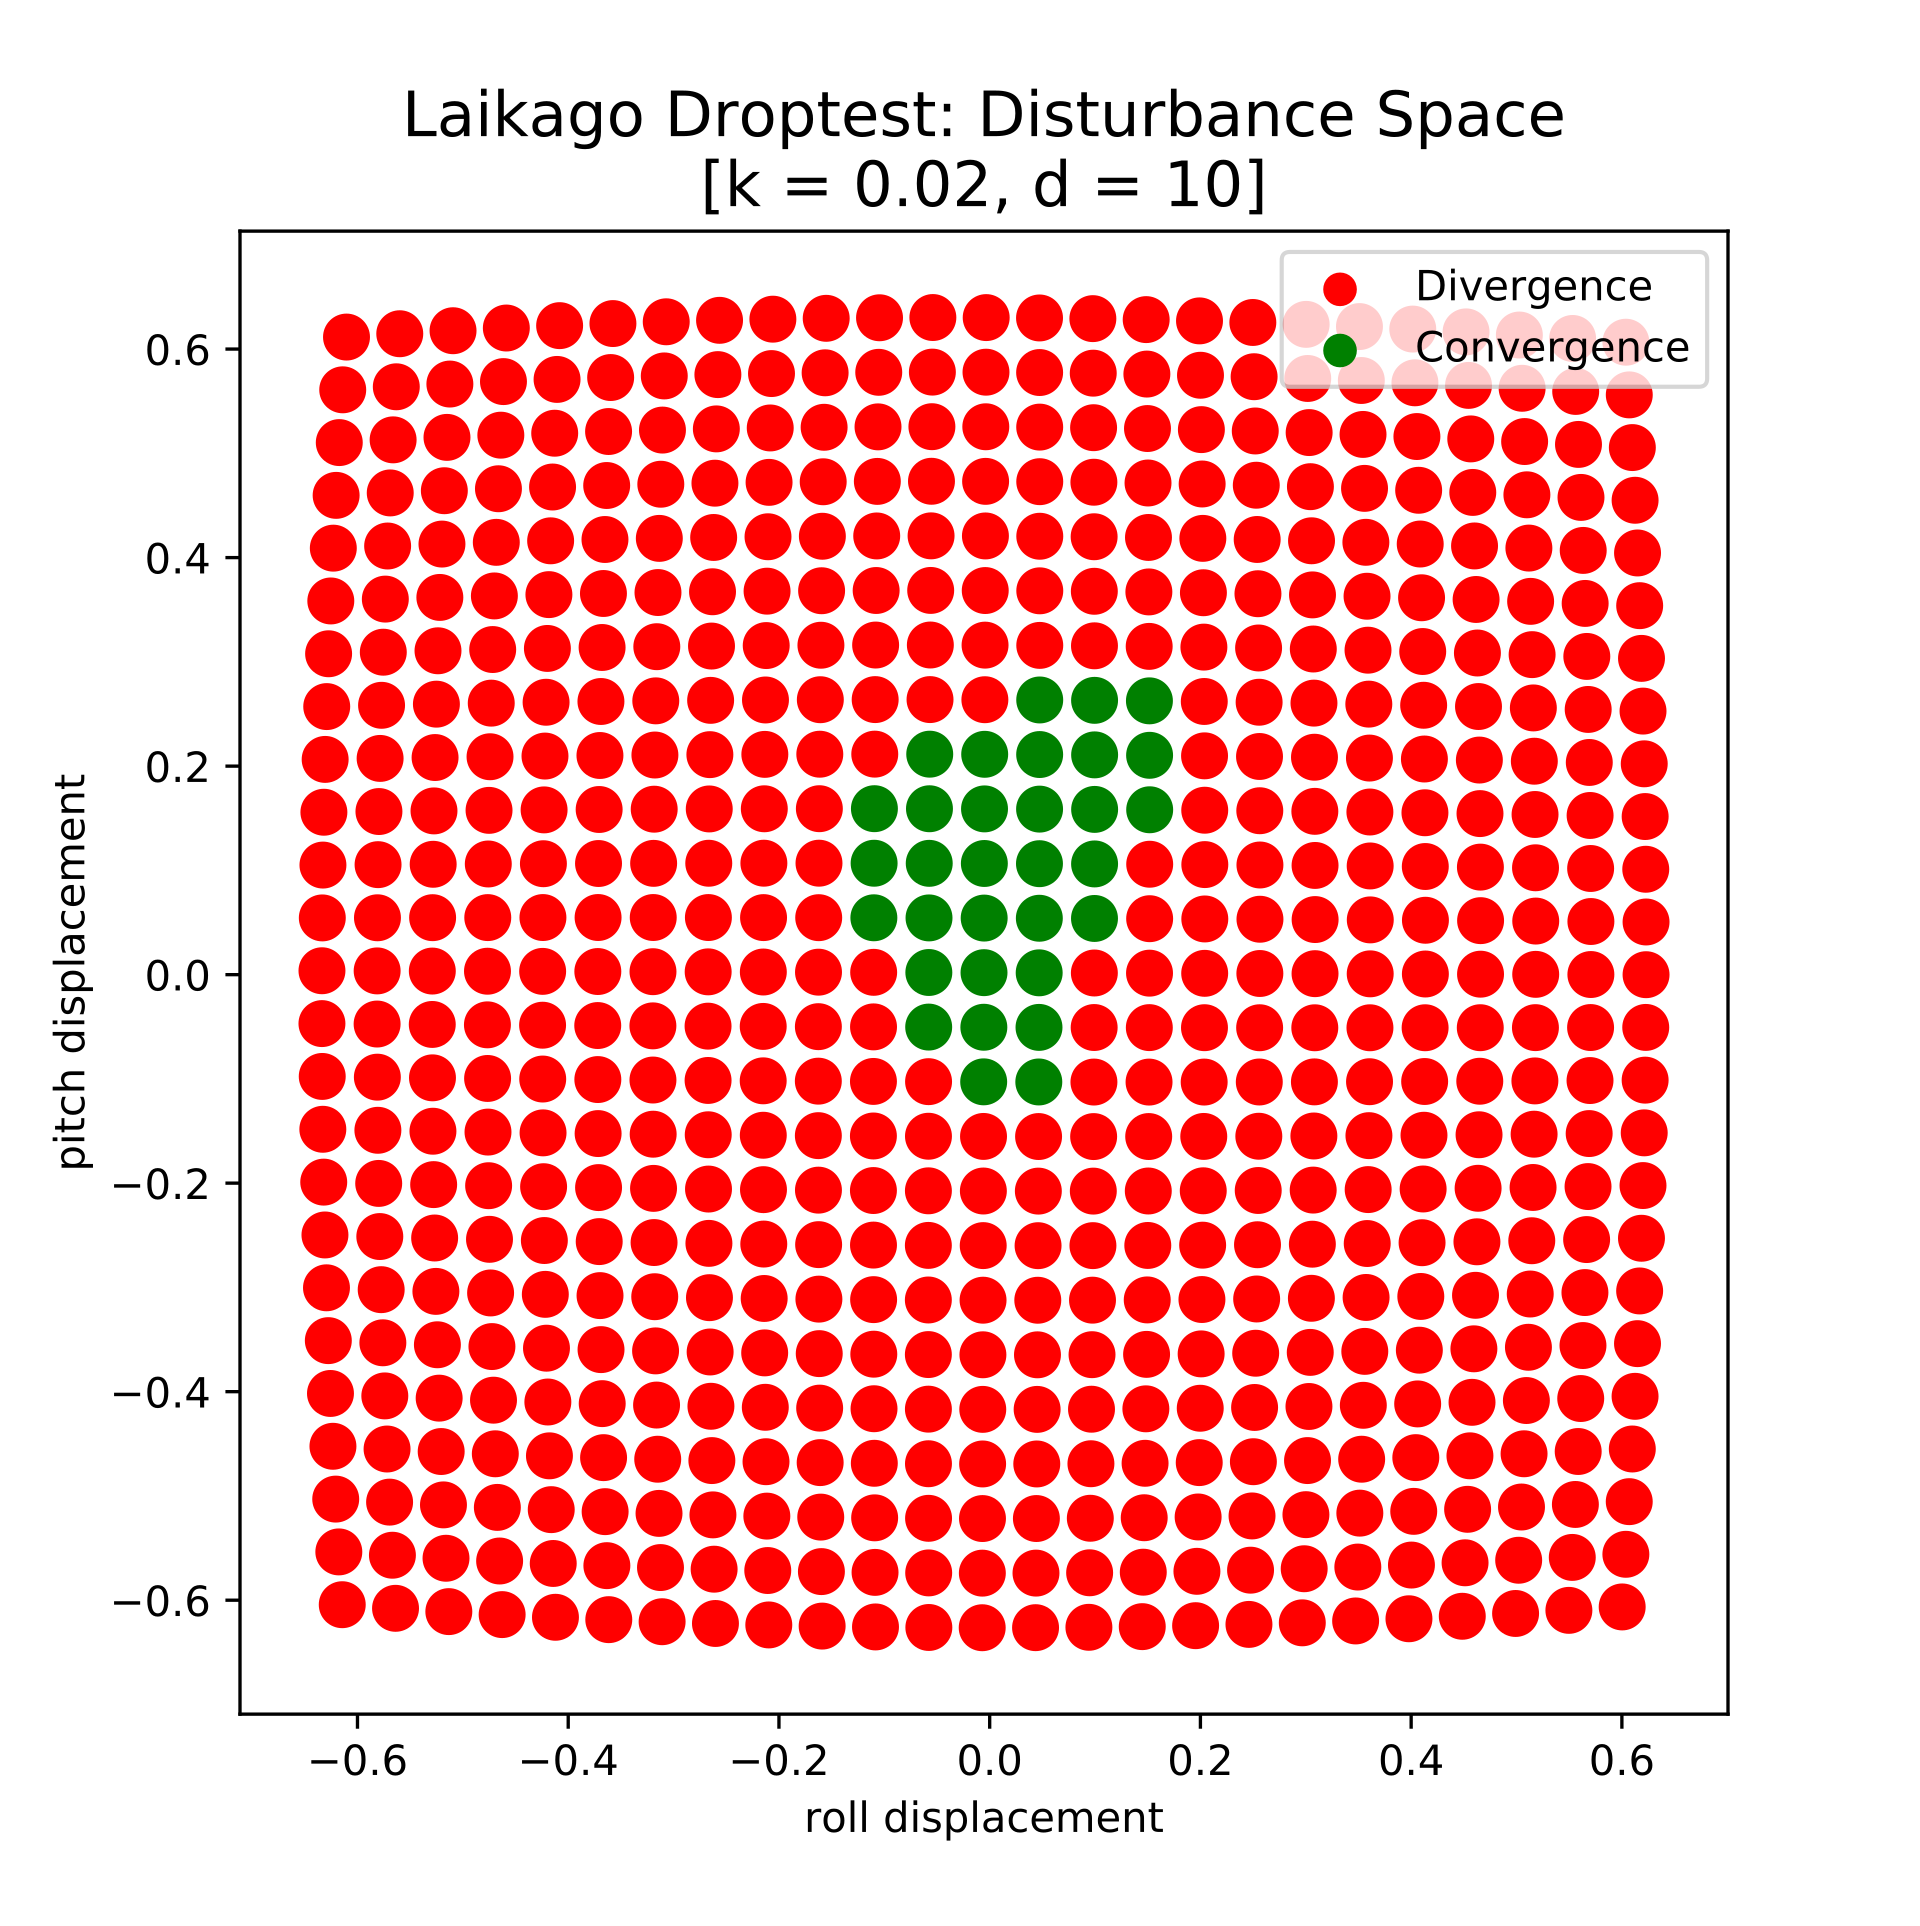 Laikago Droptest: Disturbance Space
[k = 0.02, d = 10]
Divergence
Convergence
0.6
0.4
0.2
0.0
−0.2
−0.4
−0.6
pitch displacement
−0.6
−0.4
−0.2
0.0
0.2
0.4
0.6
roll displacement